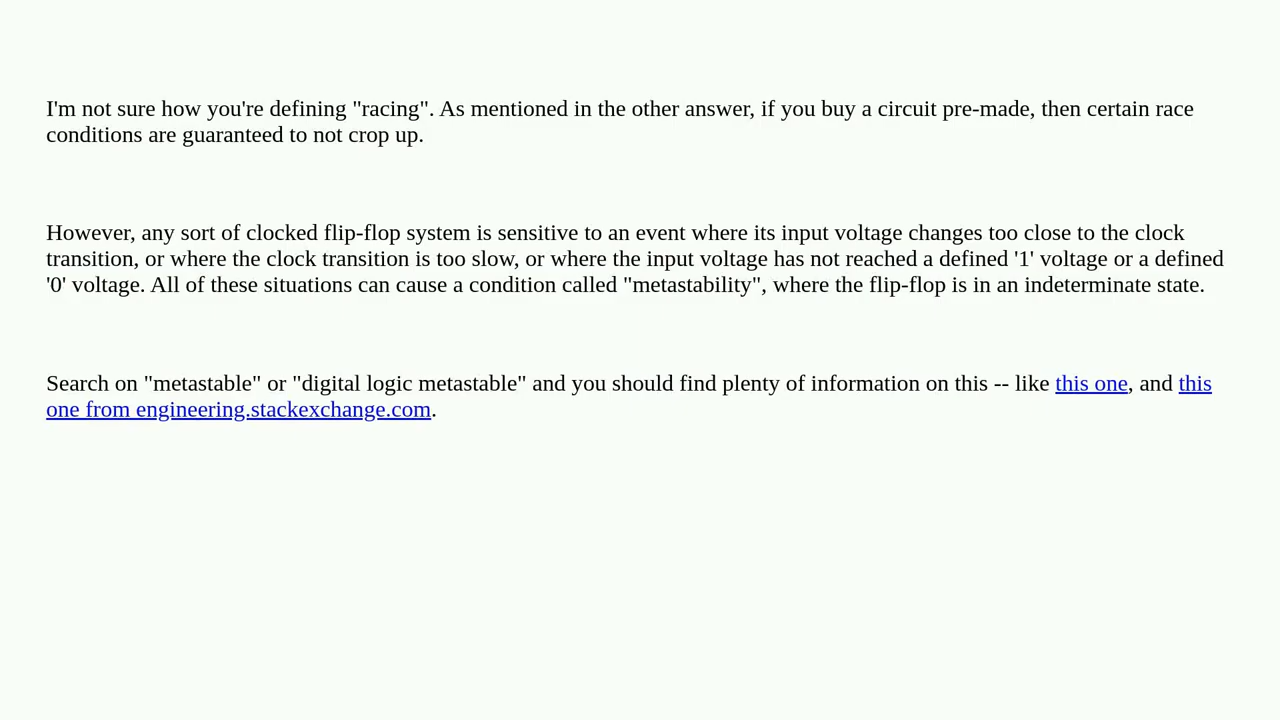 I'm not sure how you're defining "racing". As mentioned in the other answer, if you buy a circuit pre-made, then certain race
conditions are guaranteed to not crop up.
However, any sort of clocked flip-flop system is sensitive to an event where its input voltage changes too close to the clock
transition, or where the clock transition is too slow, or where the input voltage has not reached a defined '1' voltage or a defined
'0' voltage. All of these situations can cause a condition called "metastability", where the flip-flop is in an indeterminate state.
Search on "metastable" or "digital logic metastable" and you should find plenty of information on this -- like this one, and this
one from engineering.stackexchange.com.